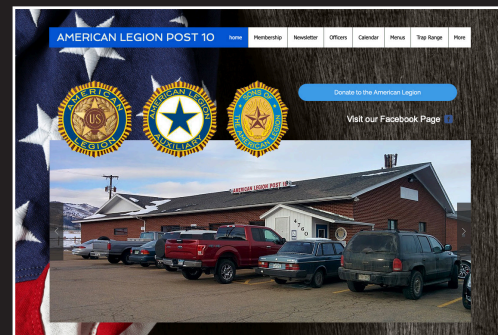 AMERICAN LEGION POST 10
home
Membership
Newsletter
Officers
Calendar
Menus
Trap Range
More
Donate to the American Legion
Visit our Facebook Page
AMERICAN
US
LEGION
AMERICAN LEGION
AUXILIARY
SONS OF
THE AMERICAN LEGION
AMERICAN LEGION POST 10
4260